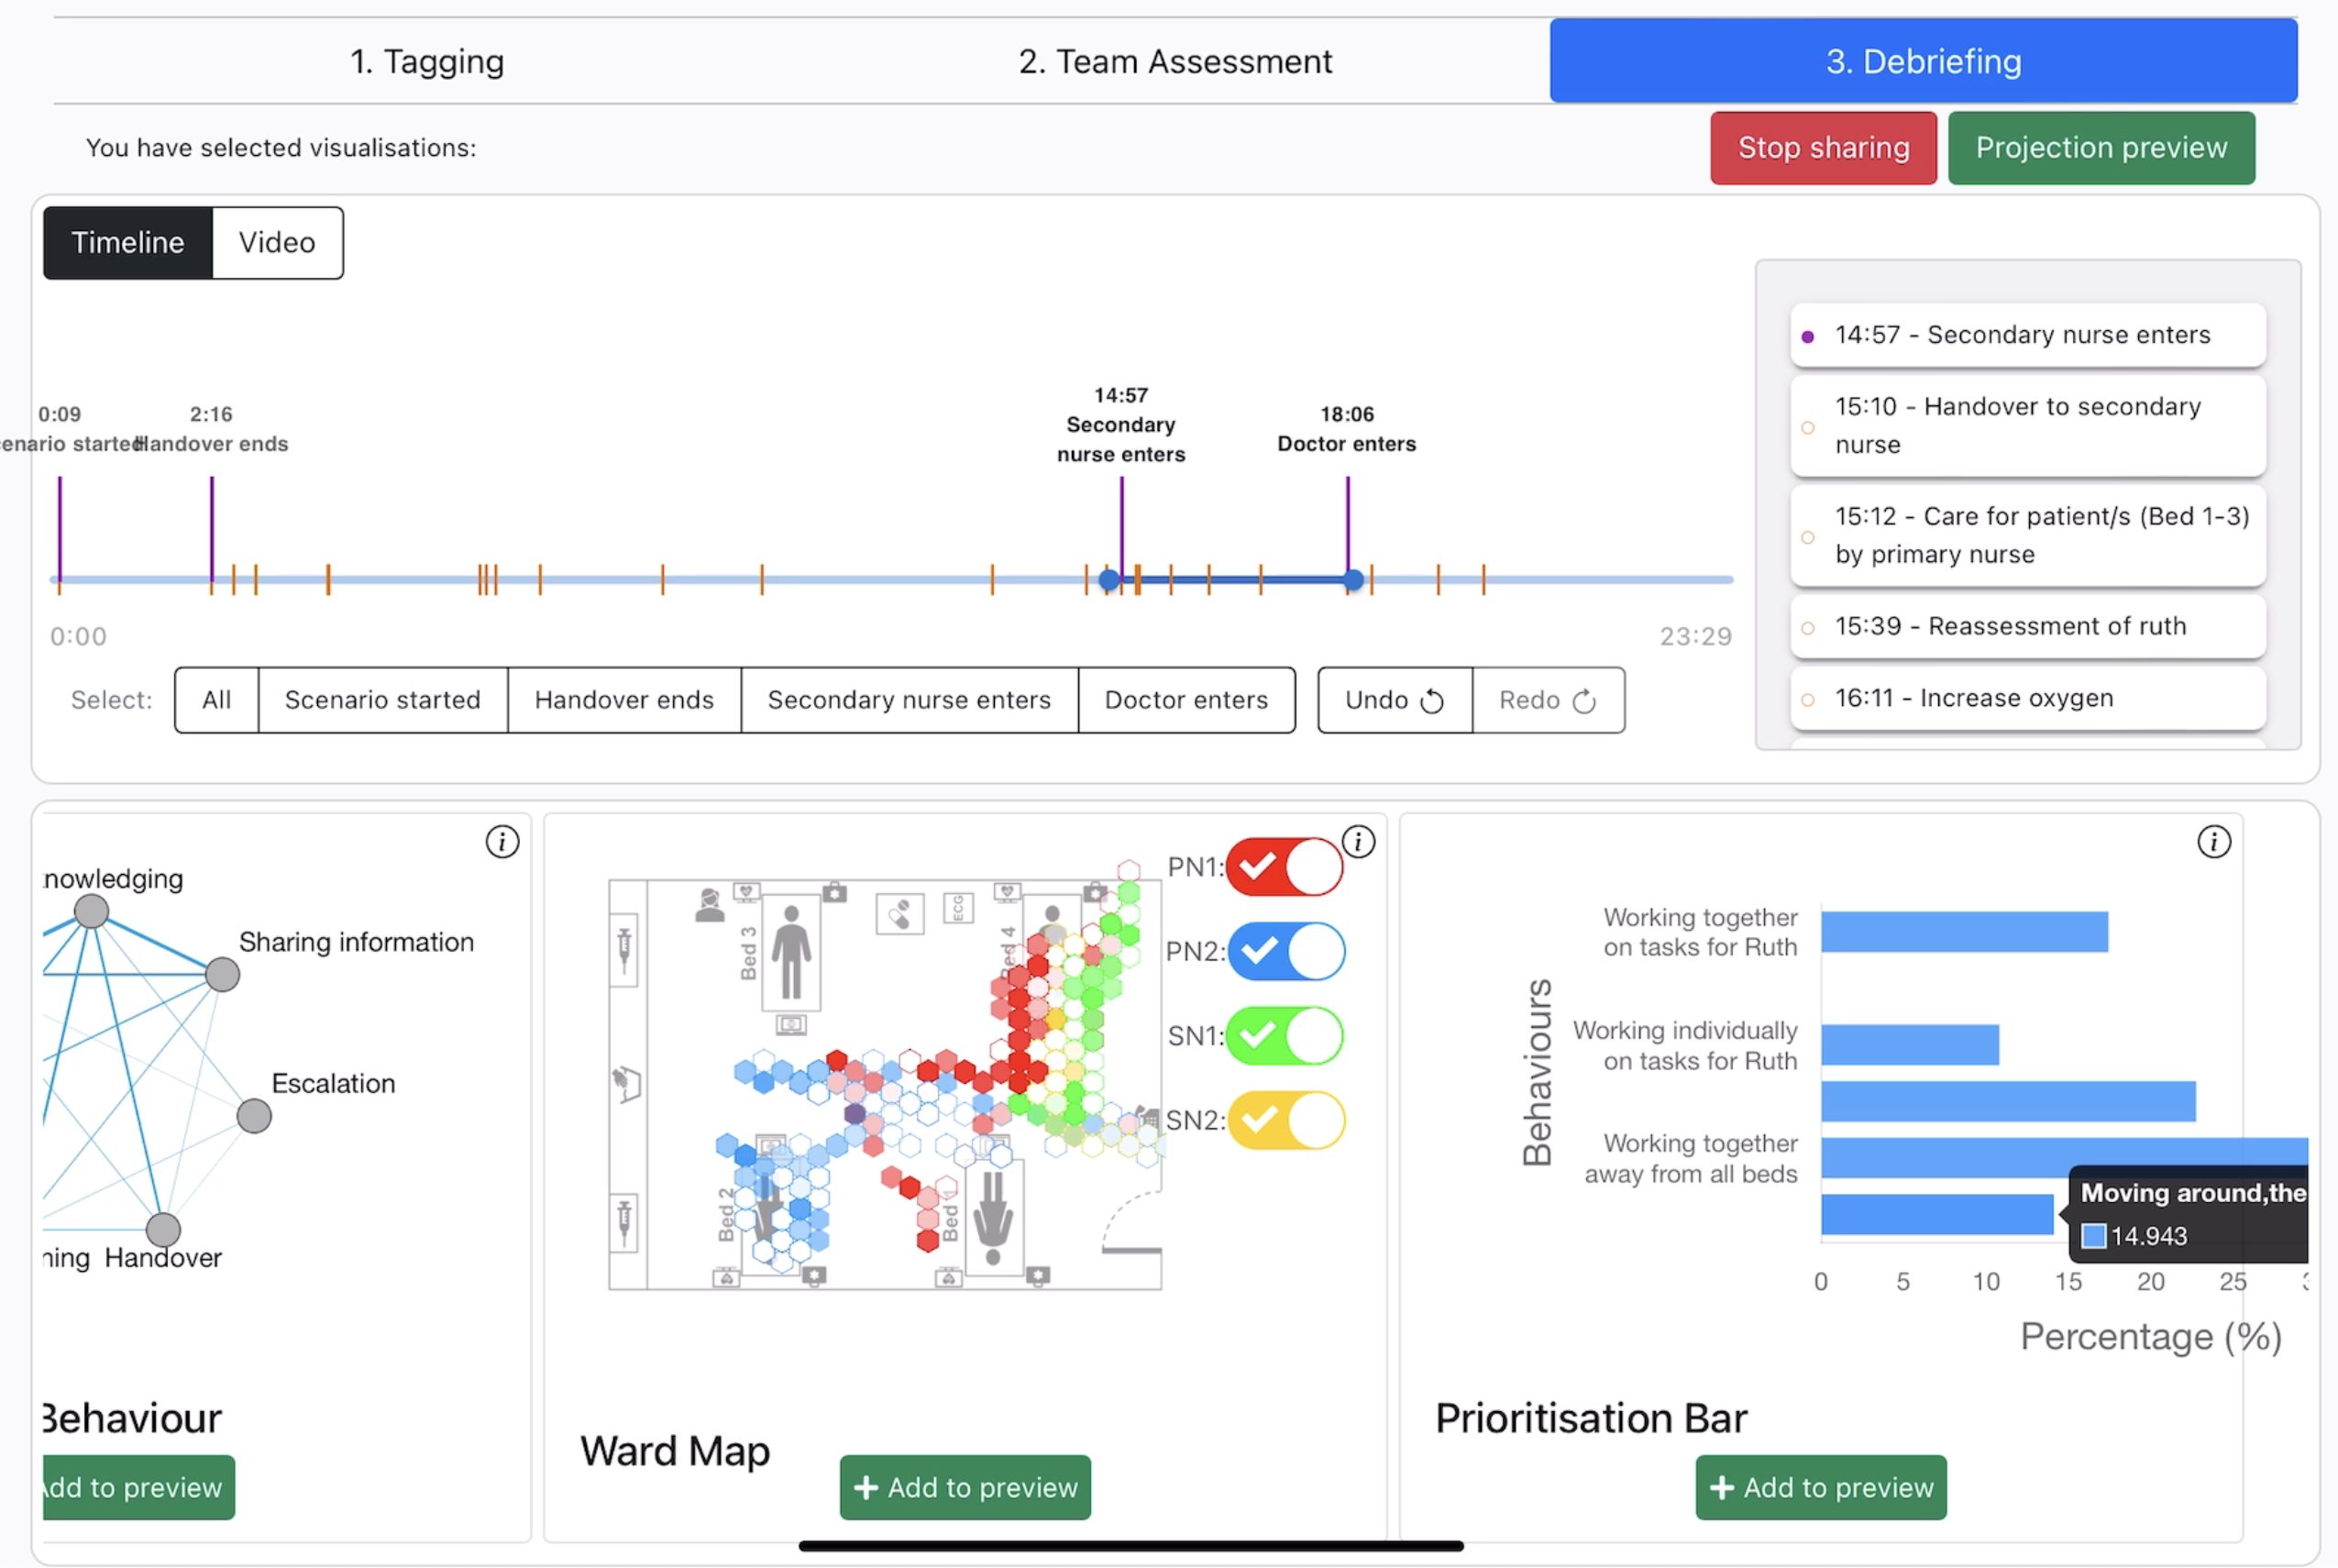 1. Tagging
2. Team Assessment
3. Debriefing
You have selected visualisations:
Stop sharing
Projection preview
Timeline
Video
0:09
enario started
2:16
Handover ends
14:57
Secondary
nurse enters
18:06
Doctor enters
0:00
23:29
Select:
All
Scenario started
Handover ends
Secondary nurse enters
Doctor enters
Undo
Redo
14:57 - Secondary nurse enters
15:10 - Handover to secondary
nurse
15:12 - Care for patient/s (Bed 1-3)
by primary nurse
15:39 - Reassessment of ruth
16:11 - Increase oxygen
nowledging
Sharing information
Escalation
ning
Handover
Behaviour
Add to preview
Bed 3
ECG
Bed 4
Bed 2
Bed 1
PN1:
PN2:
SN1:
SN2:
Ward Map
+ Add to preview
Behaviours
Working together
on tasks for Ruth
Working individually
on tasks for Ruth
Working together
away from all beds
Moving around,the
14.943
0 5 10 15 20 25
Percentage (%)
Prioritisation Bar
+ Add to preview